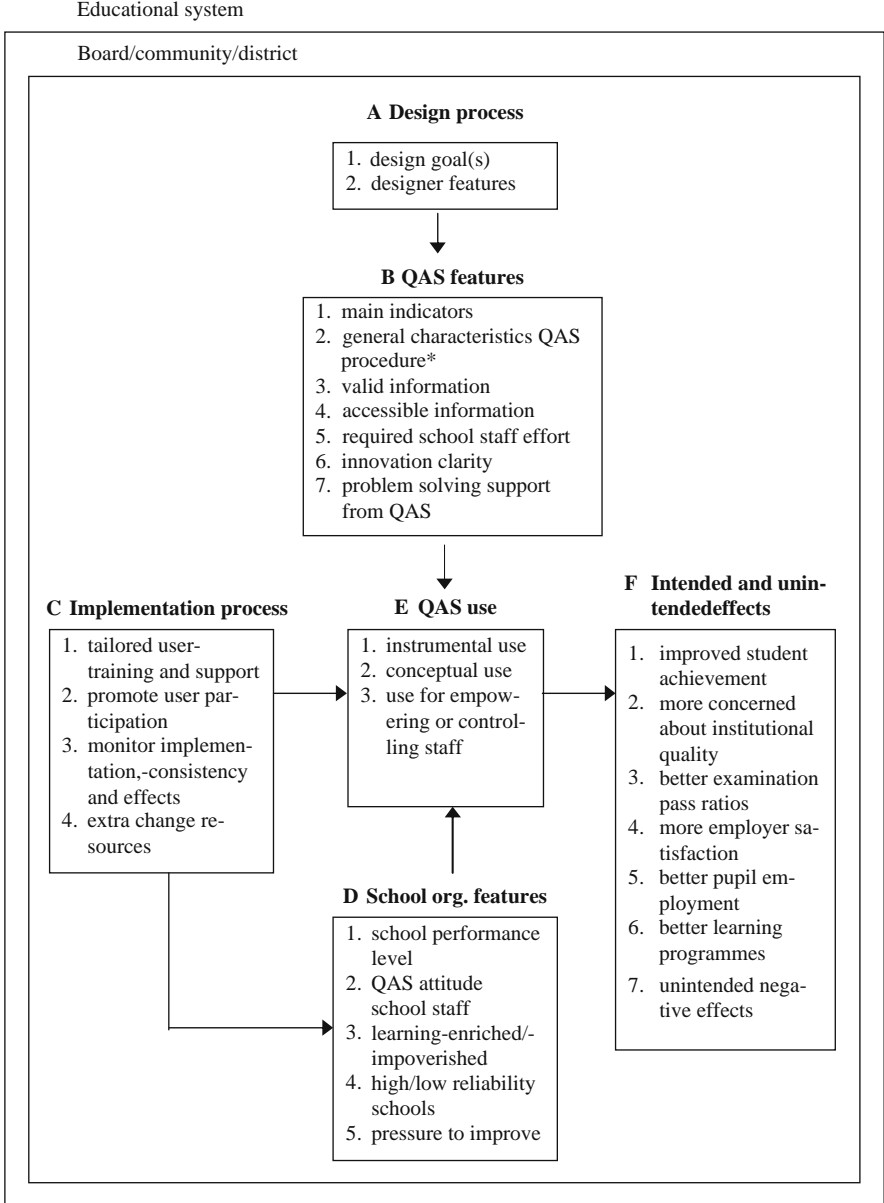 Educational system
Board/community/district
A Design process
1. design goal(s)
2. designer features
B QAS features
1. main indicators
2. general characteristics QAS
procedure*
3. valid information
4. accessible information
5. required school staff effort
6. innovation clarity
7. problem solving support
from QAS
C Implementation process
1. tailored user-
training and support
2. promote user par-
ticipation
3. monitor implemen-
tation,-consistency
and effects
4. extra change re-
sources
E QAS use
1. instrumental use
2. conceptual use
3. use for empow-
ering or control-
ling staff
D School org. features
1. school performance
level
2. QAS attitude
school staff
3. learning-enriched/-
impoverished
4. high/low reliability
schools
5. pressure to improve
F Intended and unin-
tendedeffects
1. improved student
achievement
2. more concerned
about institutional
quality
3. better examination
pass ratios
4. more employer sa-
tisfaction
5. better pupil em-
ployment
6. better learning
programmes
7. unintended nega-
tive effects